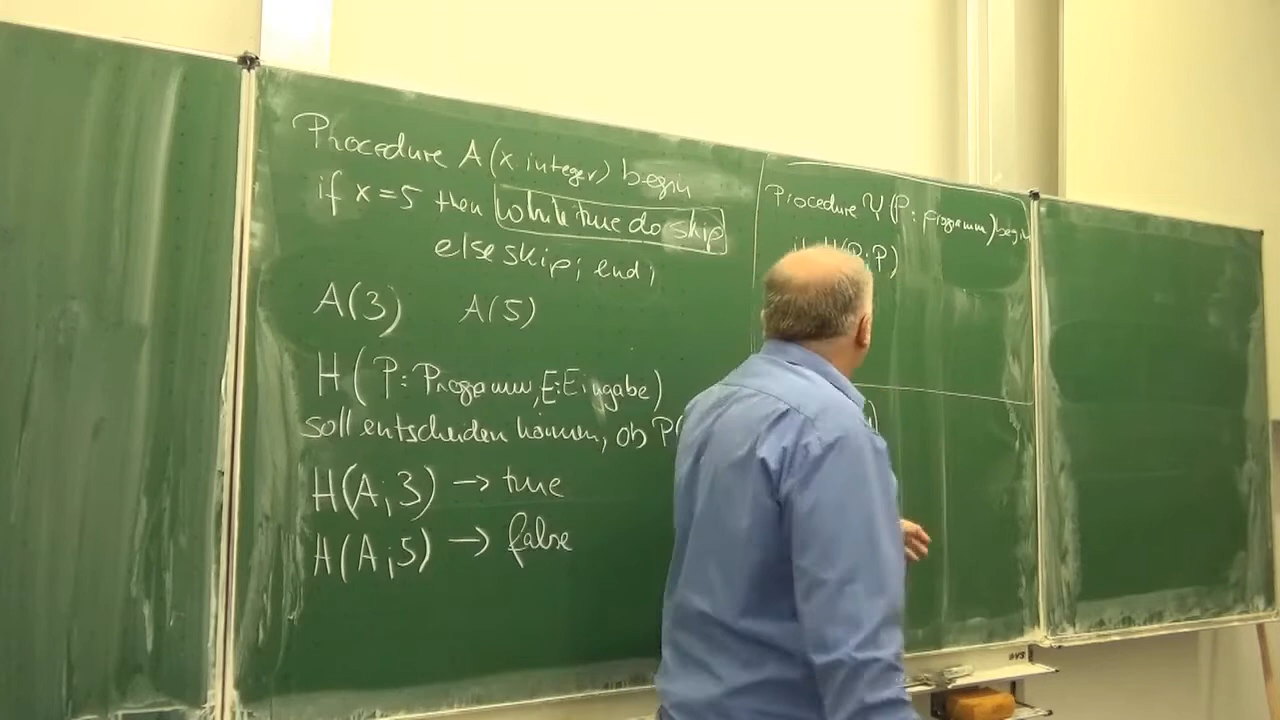 Procedure A (x integer) begin
if x=5 then while true do skip
else skip; end;
A(3) A(5)
H (P: Programm, E: Eingabe)
soll entscheiden können, ob P(
H(A;3) → true
H(A;5) → false
Procedure Y (P: programm) begin
P)